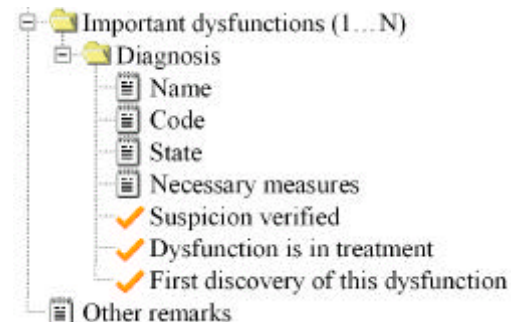 Important dysfunctions (1...N)
Diagnosis
Name
Code
State
Necessary measures
Suspicion verified
Dysfunction is in treatment
First discovery of this dysfunction
Other remarks